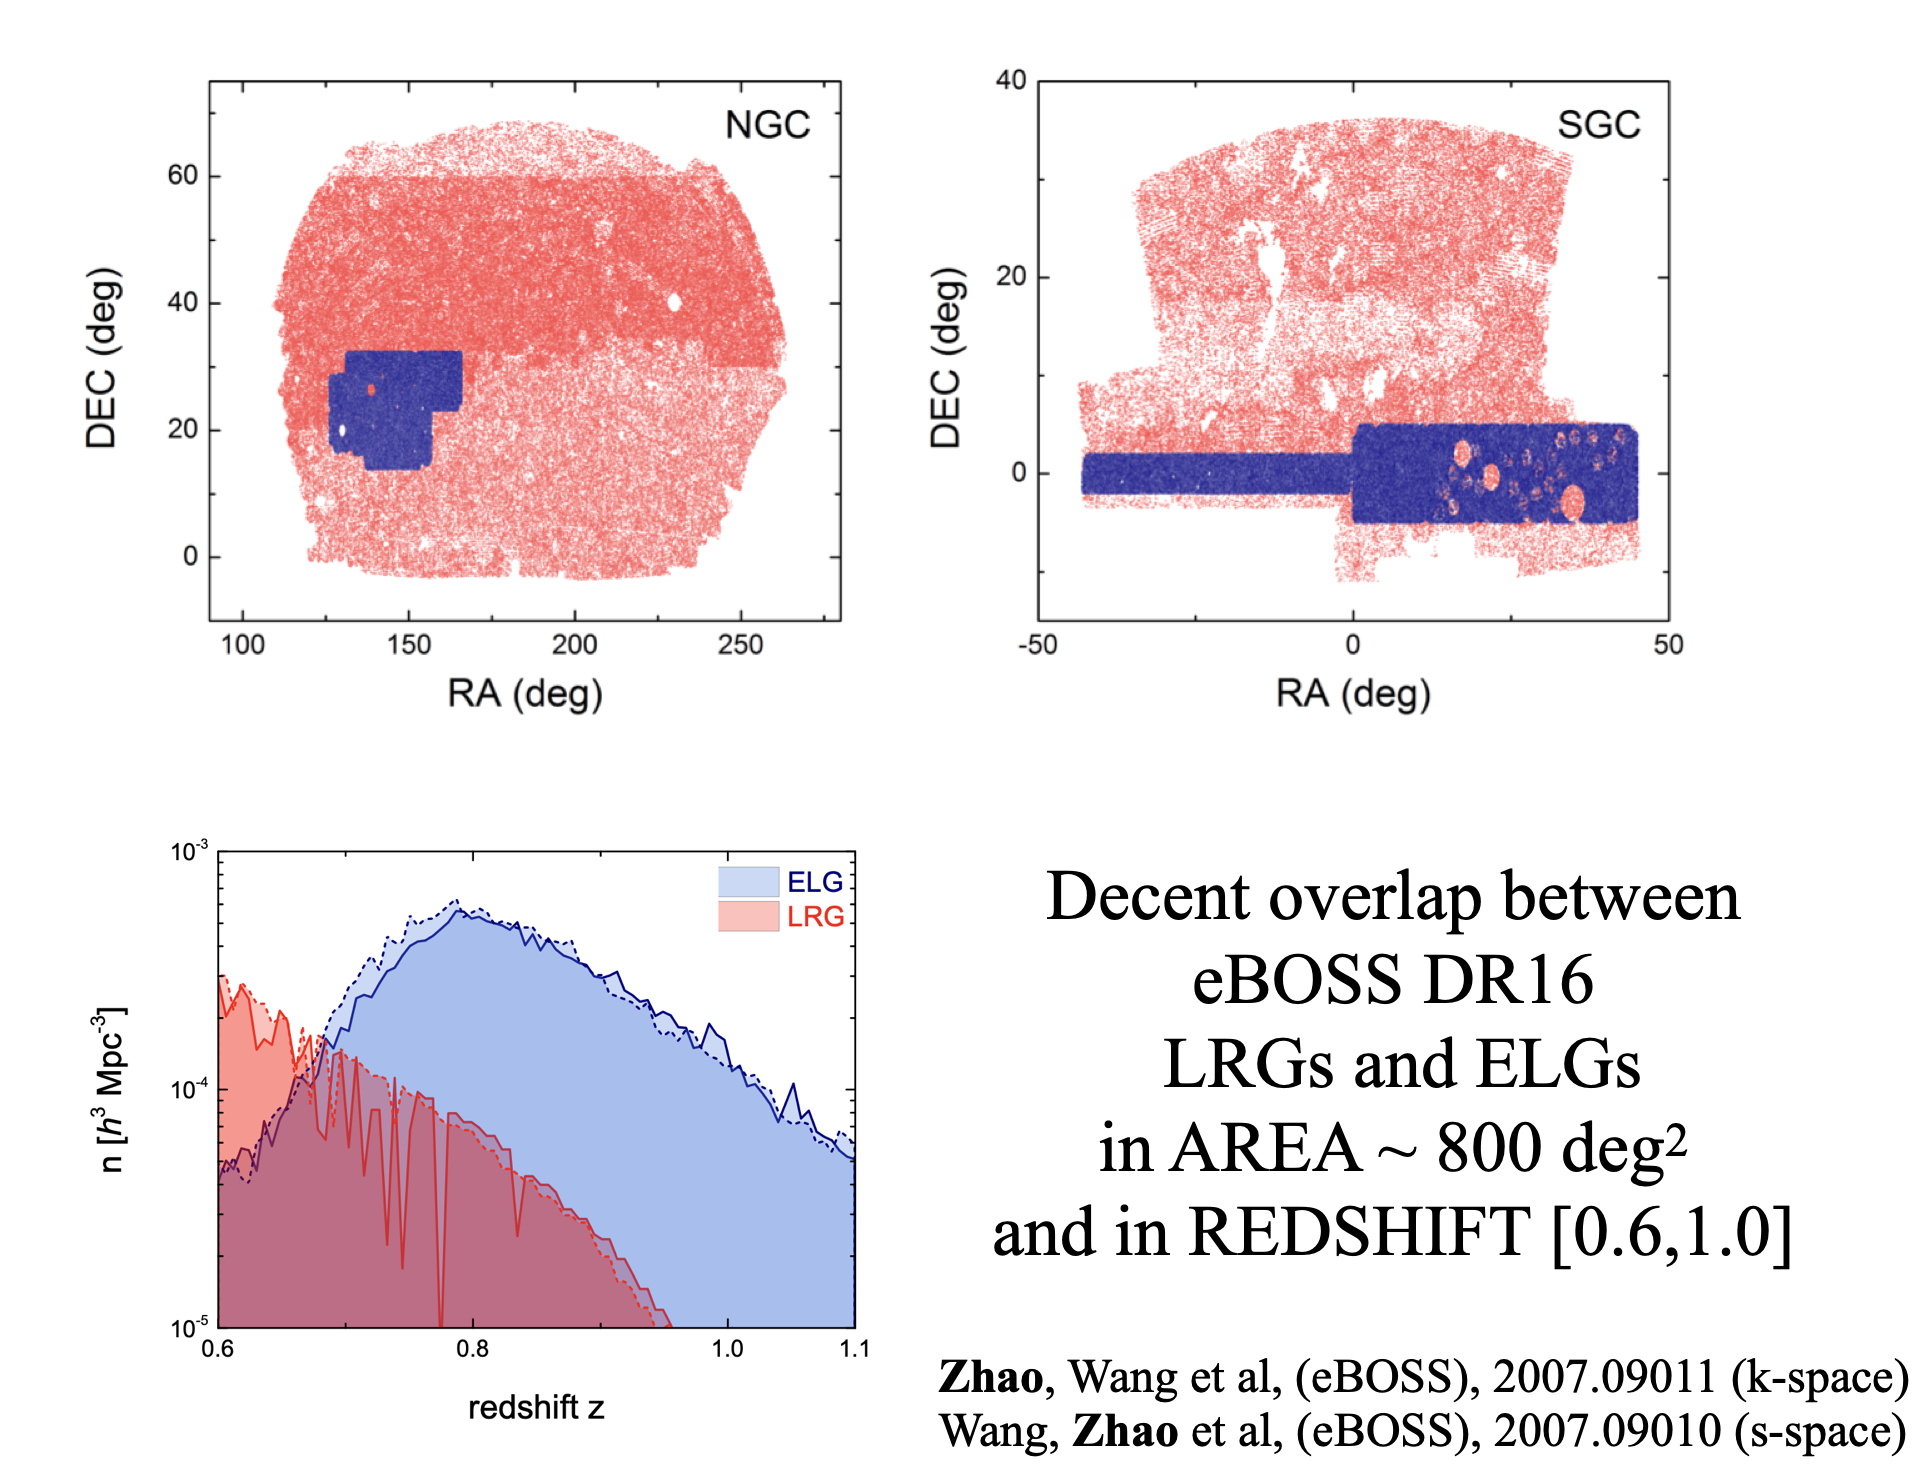 NGC
60
40
20
0
DEC (deg)
100 150 200 250
RA (deg)
SGC
40
20
0
DEC (deg)
-50 0 50
RA (deg)
10-3
10-4
10-5
n [h3 Mpc-3]
ELG
LRG
0.6 0.8 1.0 1.1
redshift z
Decent overlap between
eBOSS DR16
LRGs and ELGs
in AREA ~ 800 deg2
and in REDSHIFT [0.6,1.0]
Zhao, Wang et al, (eBOSS), 2007.09011 (k-space)
Wang, Zhao et al, (eBOSS), 2007.09010 (s-space)